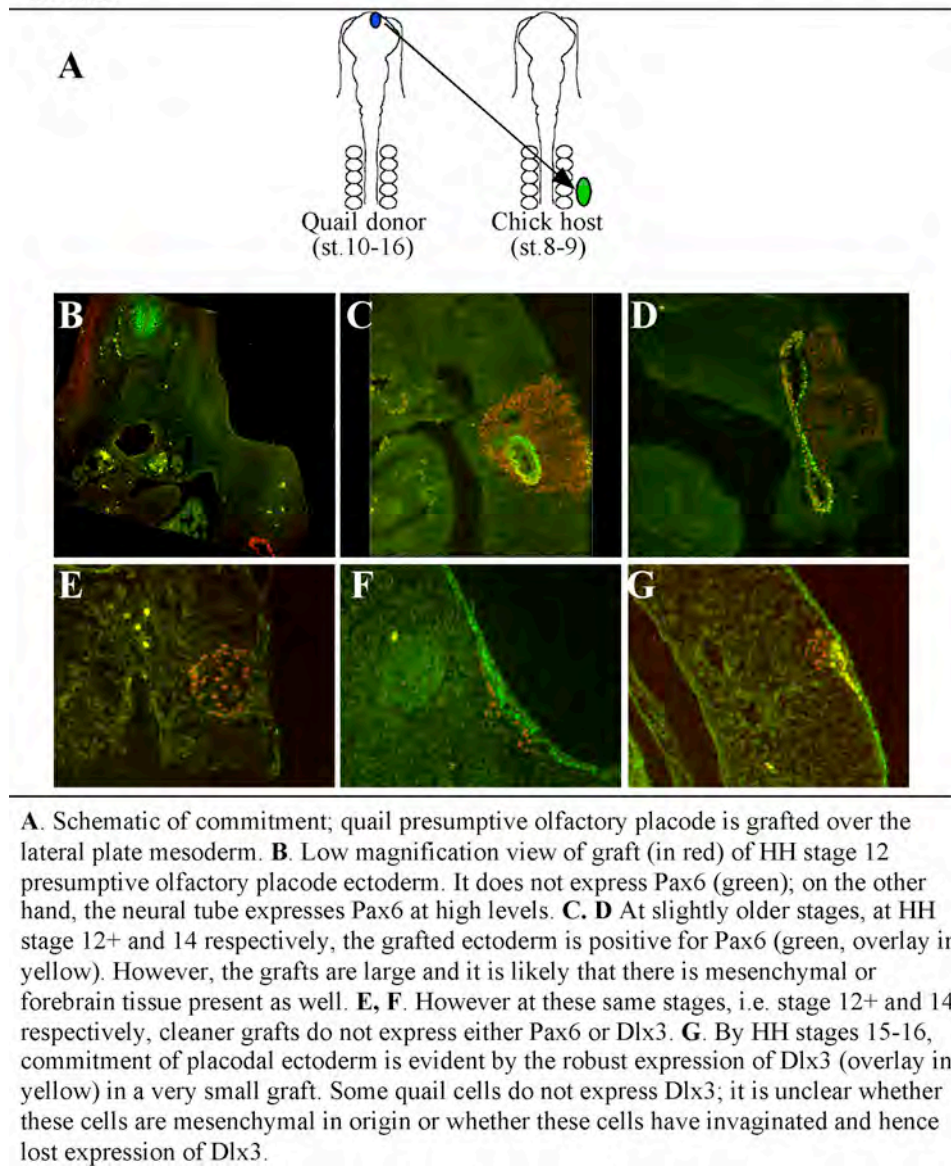 A
Quail donor
(st.10-16)
Chick host
(st.8-9)
B
C
D
E
F
G
A. Schematic of commitment; quail presumptive olfactory placode is grafted over the
lateral plate mesoderm. B. Low magnification view of graft (in red) of HH stage 12
presumptive olfactory placode ectoderm. It does not express Pax6 (green); on the other
hand, the neural tube expresses Pax6 at high levels. C. D At slightly older stages, at HH
stage 12+ and 14 respectively, the grafted ectoderm is positive for Pax6 (green, overlay in
yellow). However, the grafts are large and it is likely that there is mesenchymal or
forebrain tissue present as well. E, F. However at these same stages, i.e. stage 12+ and 14
respectively, cleaner grafts do not express either Pax6 or Dlx3. G. By HH stages 15-16,
commitment of placodal ectoderm is evident by the robust expression of Dlx3 (overlay in
yellow) in a very small graft. Some quail cells do not express Dlx3; it is unclear whether
these cells are mesenchymal in origin or whether these cells have invaginated and hence
lost expression of Dlx3.